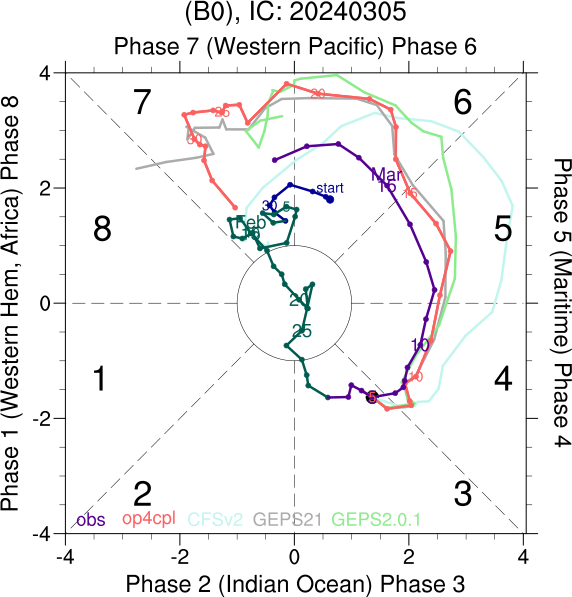 (B0), IC: 20240305
Phase 7 (Western Pacific) Phase 6
Phase 1 (Western Hem, Africa) Phase 8
Phase 5 (Maritime) Phase 4
4
2
0
-2
-4
7
6
8
5
1
4
2
3
20
25
30
Mar
15
15
start
30
5
Feb
20
25
10
10
5
obs op4cpl CFSv2 GEPS21 GEPS2.0.1
-4 -2 0 2 4
Phase 2 (Indian Ocean) Phase 3